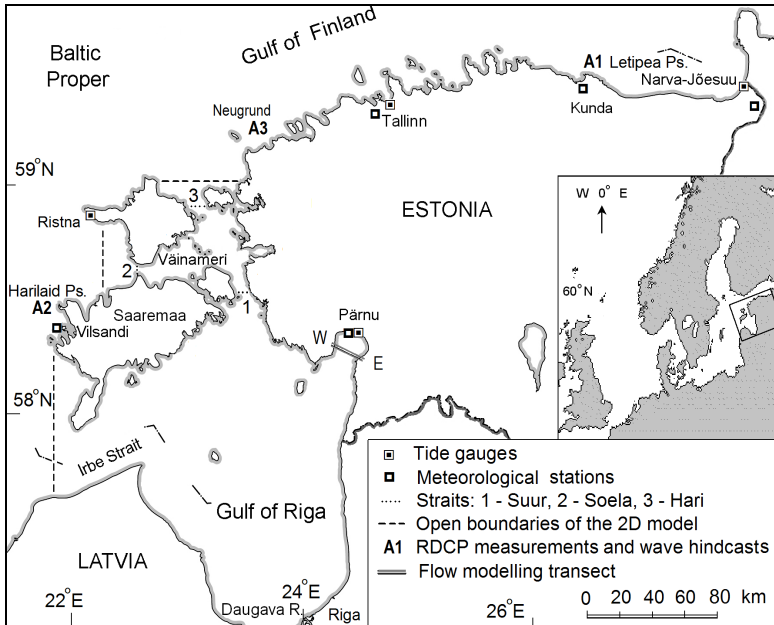 Gulf of Finland
Baltic
Proper
A1 Letipea Ps.
Narva-Jõesuu
Neugrund
A3
Tallinn
Kunda
59°N
3
Ristna
ESTONIA
W 0° E
Väinameri
2
60°N
Harilaid Ps.
A2
Saaremaa
1
Vilsandi
Pärnu
W
E
58°N
Irbe Strait
Gulf of Riga
Tide gauges
Meteorological stations
Straits: 1 - Suur, 2 - Soela, 3 - Hari
Open boundaries of the 2D model
A1 RDCP measurements and wave hindcasts
Flow modelling transect
LATVIA
22°E
24°E
Daugava R.
Riga
26°E
0 20 40 60 80 km